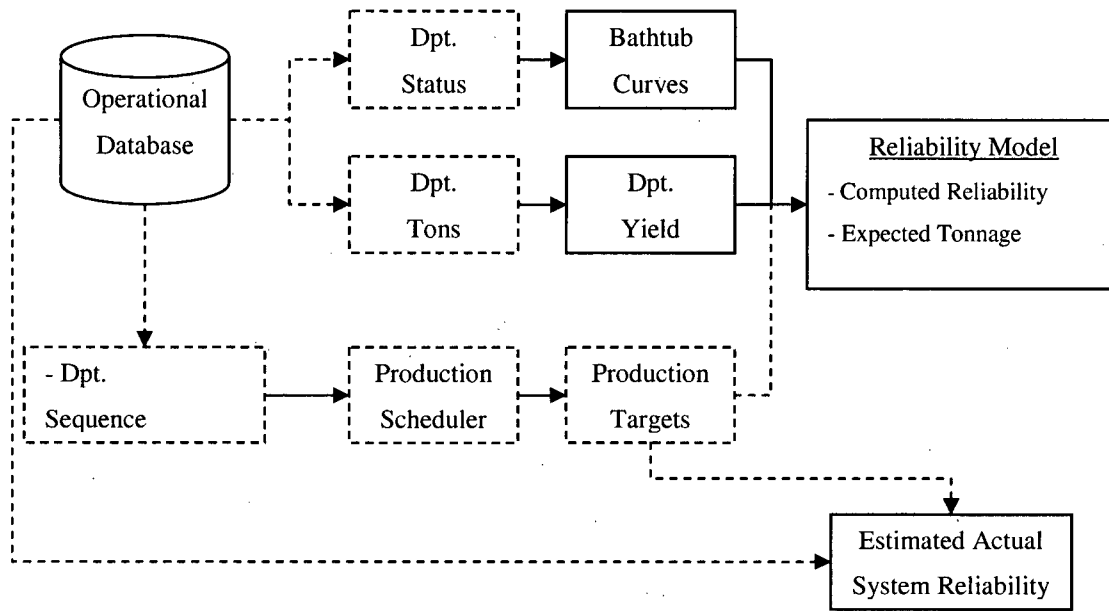 Operational
Database
Dpt.
Status
Bathtub
Curves
Dpt.
Tons
Dpt.
Yield
Reliability Model
- Computed Reliability
- Expected Tonnage
- Dpt.
Sequence
Production
Scheduler
Production
Targets
Estimated Actual
System Reliability